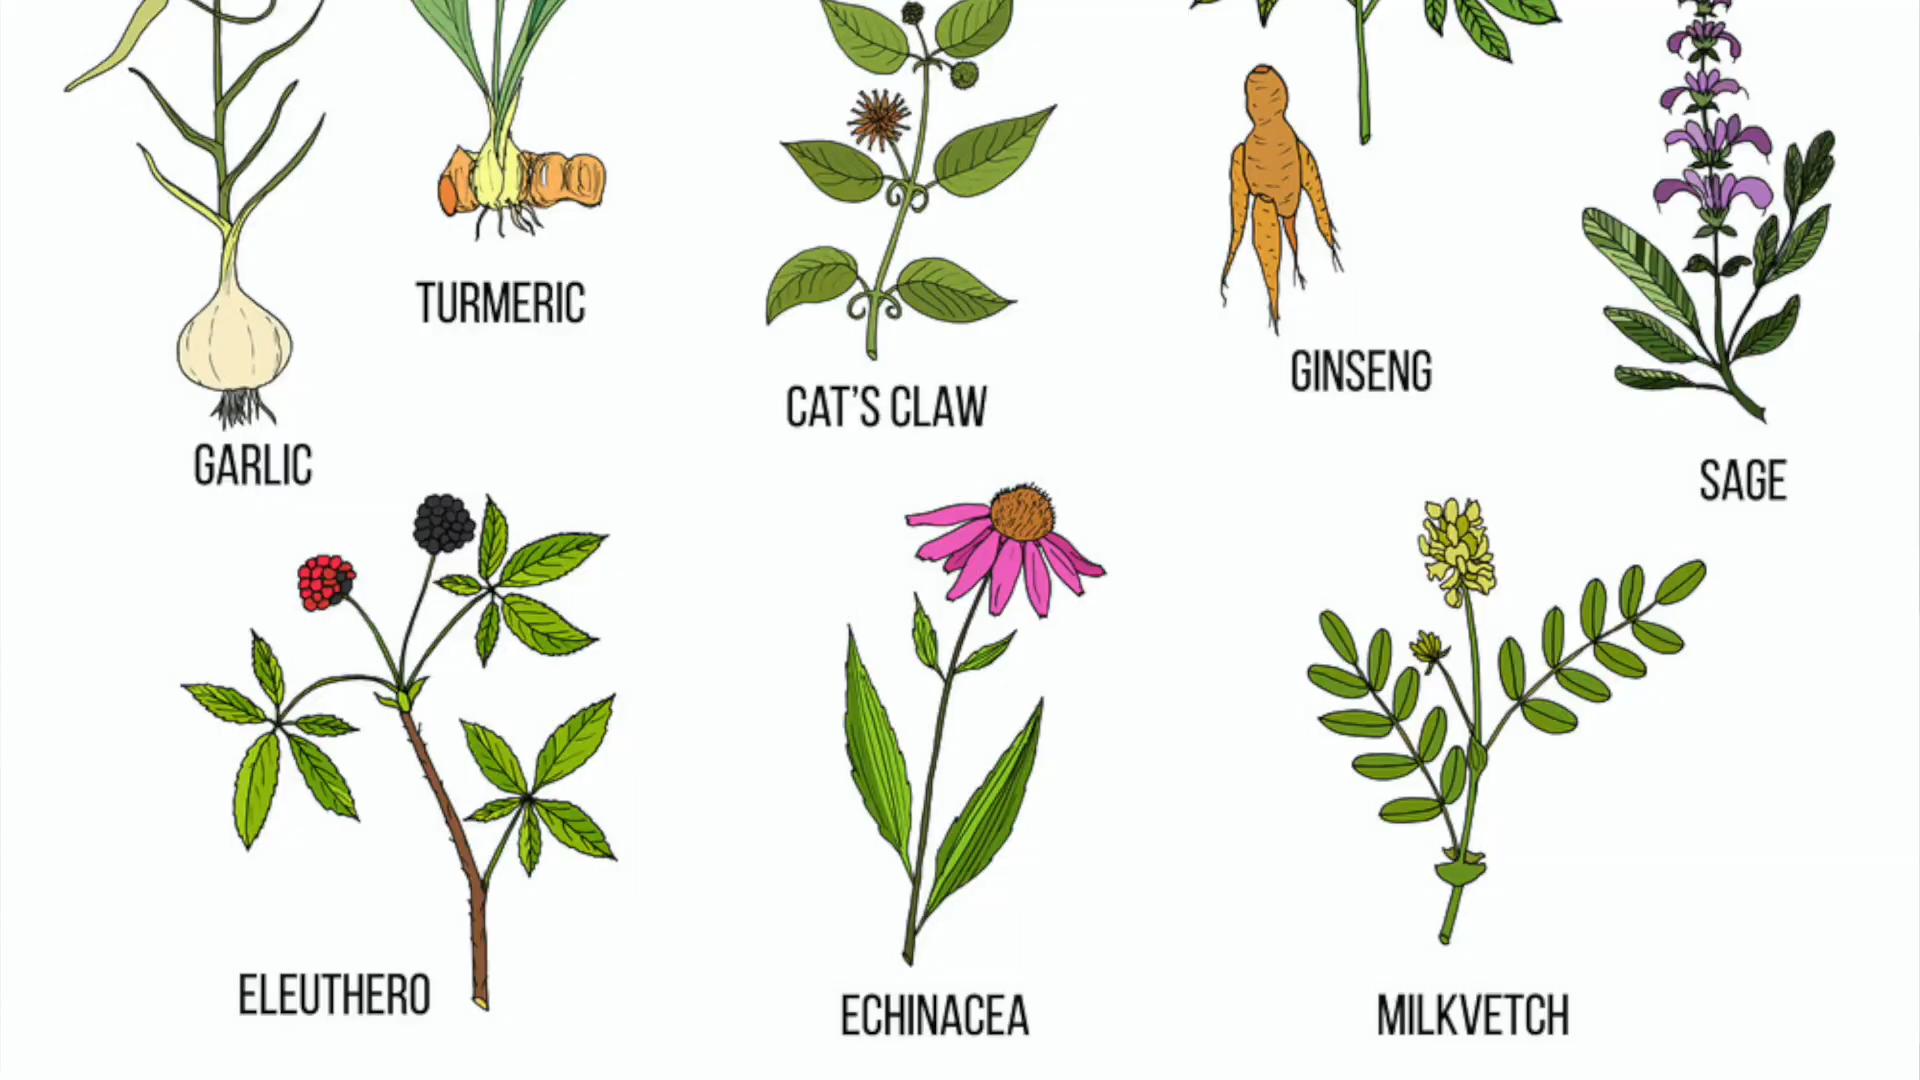 TURMERIC
GINSENG
CAT'S CLAW
GARLIC
SAGE
ELEUTHERO
ECHINACEA
MILKVETCH